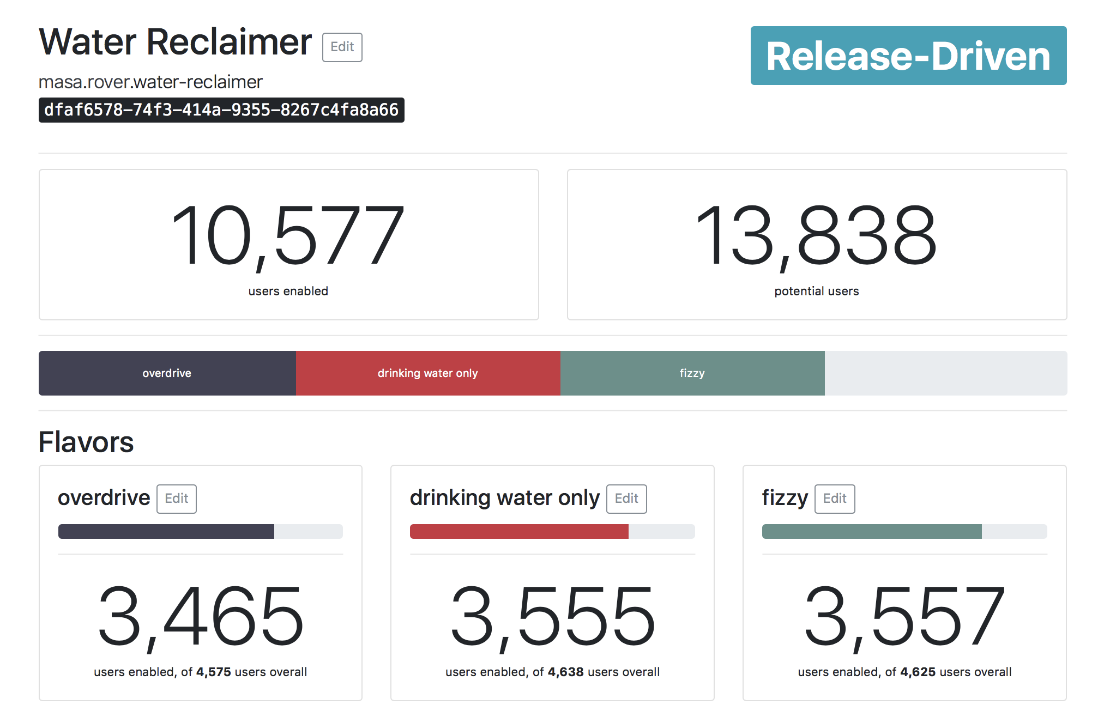 Water Reclaimer Edit
Release-Driven
masa.rover.water-reclaimer
dfaf6578-74f3-414a-9355-8267c4fa8a66
10,577
users enabled
13,838
potential users
overdrive
drinking water only
fizzy
Flavors
overdrive Edit
3,465
users enabled, of 4,575 users overall
drinking water only Edit
3,555
users enabled, of 4,638 users overall
fizzy Edit
3,557
users enabled, of 4,625 users overall